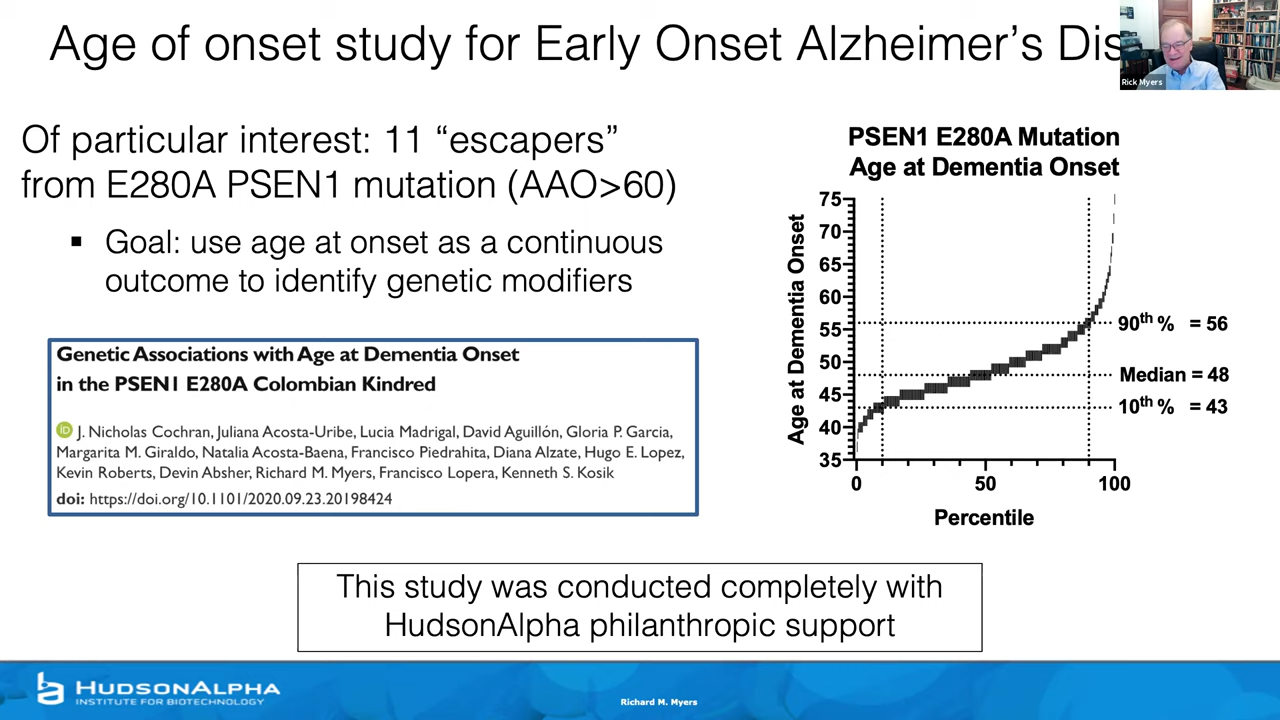 Age of onset study for Early Onset Alzheimer’s Dis
Rick Myers
Of particular interest: 11 “escapers”
from E280A PSEN1 mutation (AAO>60)
▪ Goal: use age at onset as a continuous
outcome to identify genetic modifiers
Genetic Associations with Age at Dementia Onset
in the PSEN1 E280A Colombian Kindred
iD J. Nicholas Cochran, Juliana Acosta-Uribe, Lucia Madrigal, David Aguillón, Gloria P. Garcia,
Margarita M. Giraldo, Natalia Acosta-Baena, Francisco Piedrahita, Diana Alzate, Hugo E. Lopez,
Kevin Roberts, Devin Absher, Richard M. Myers, Francisco Lopera, Kenneth S. Kosik
doi: https://doi.org/10.1101/2020.09.23.20198424
PSEN1 E280A Mutation
Age at Dementia Onset
Age at Dementia Onset
75
70
65
60
55
50
45
40
35
90th % = 56
Median = 48
10th % = 43
0 50 100
Percentile
This study was conducted completely with
HudsonAlpha philanthropic support
HUDSONALPHA
INSTITUTE FOR BIOTECHNOLOGY
Richard M. Myers